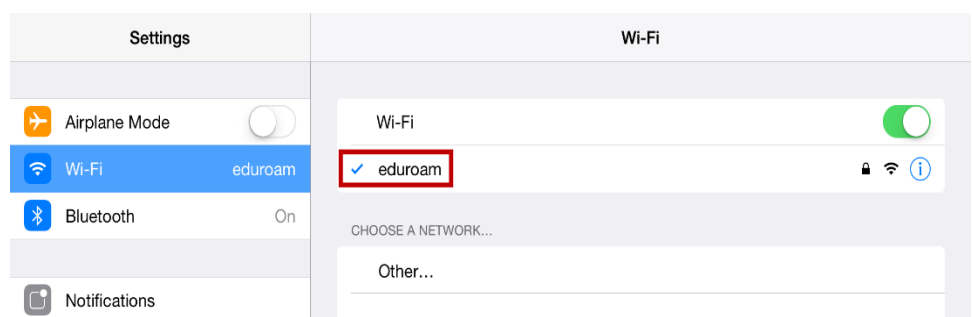 Settings
Wi-Fi
Airplane Mode
Wi-Fi eduroam
Bluetooth On
Notifications
Wi-Fi
eduroam
CHOOSE A NETWORK...
Other...